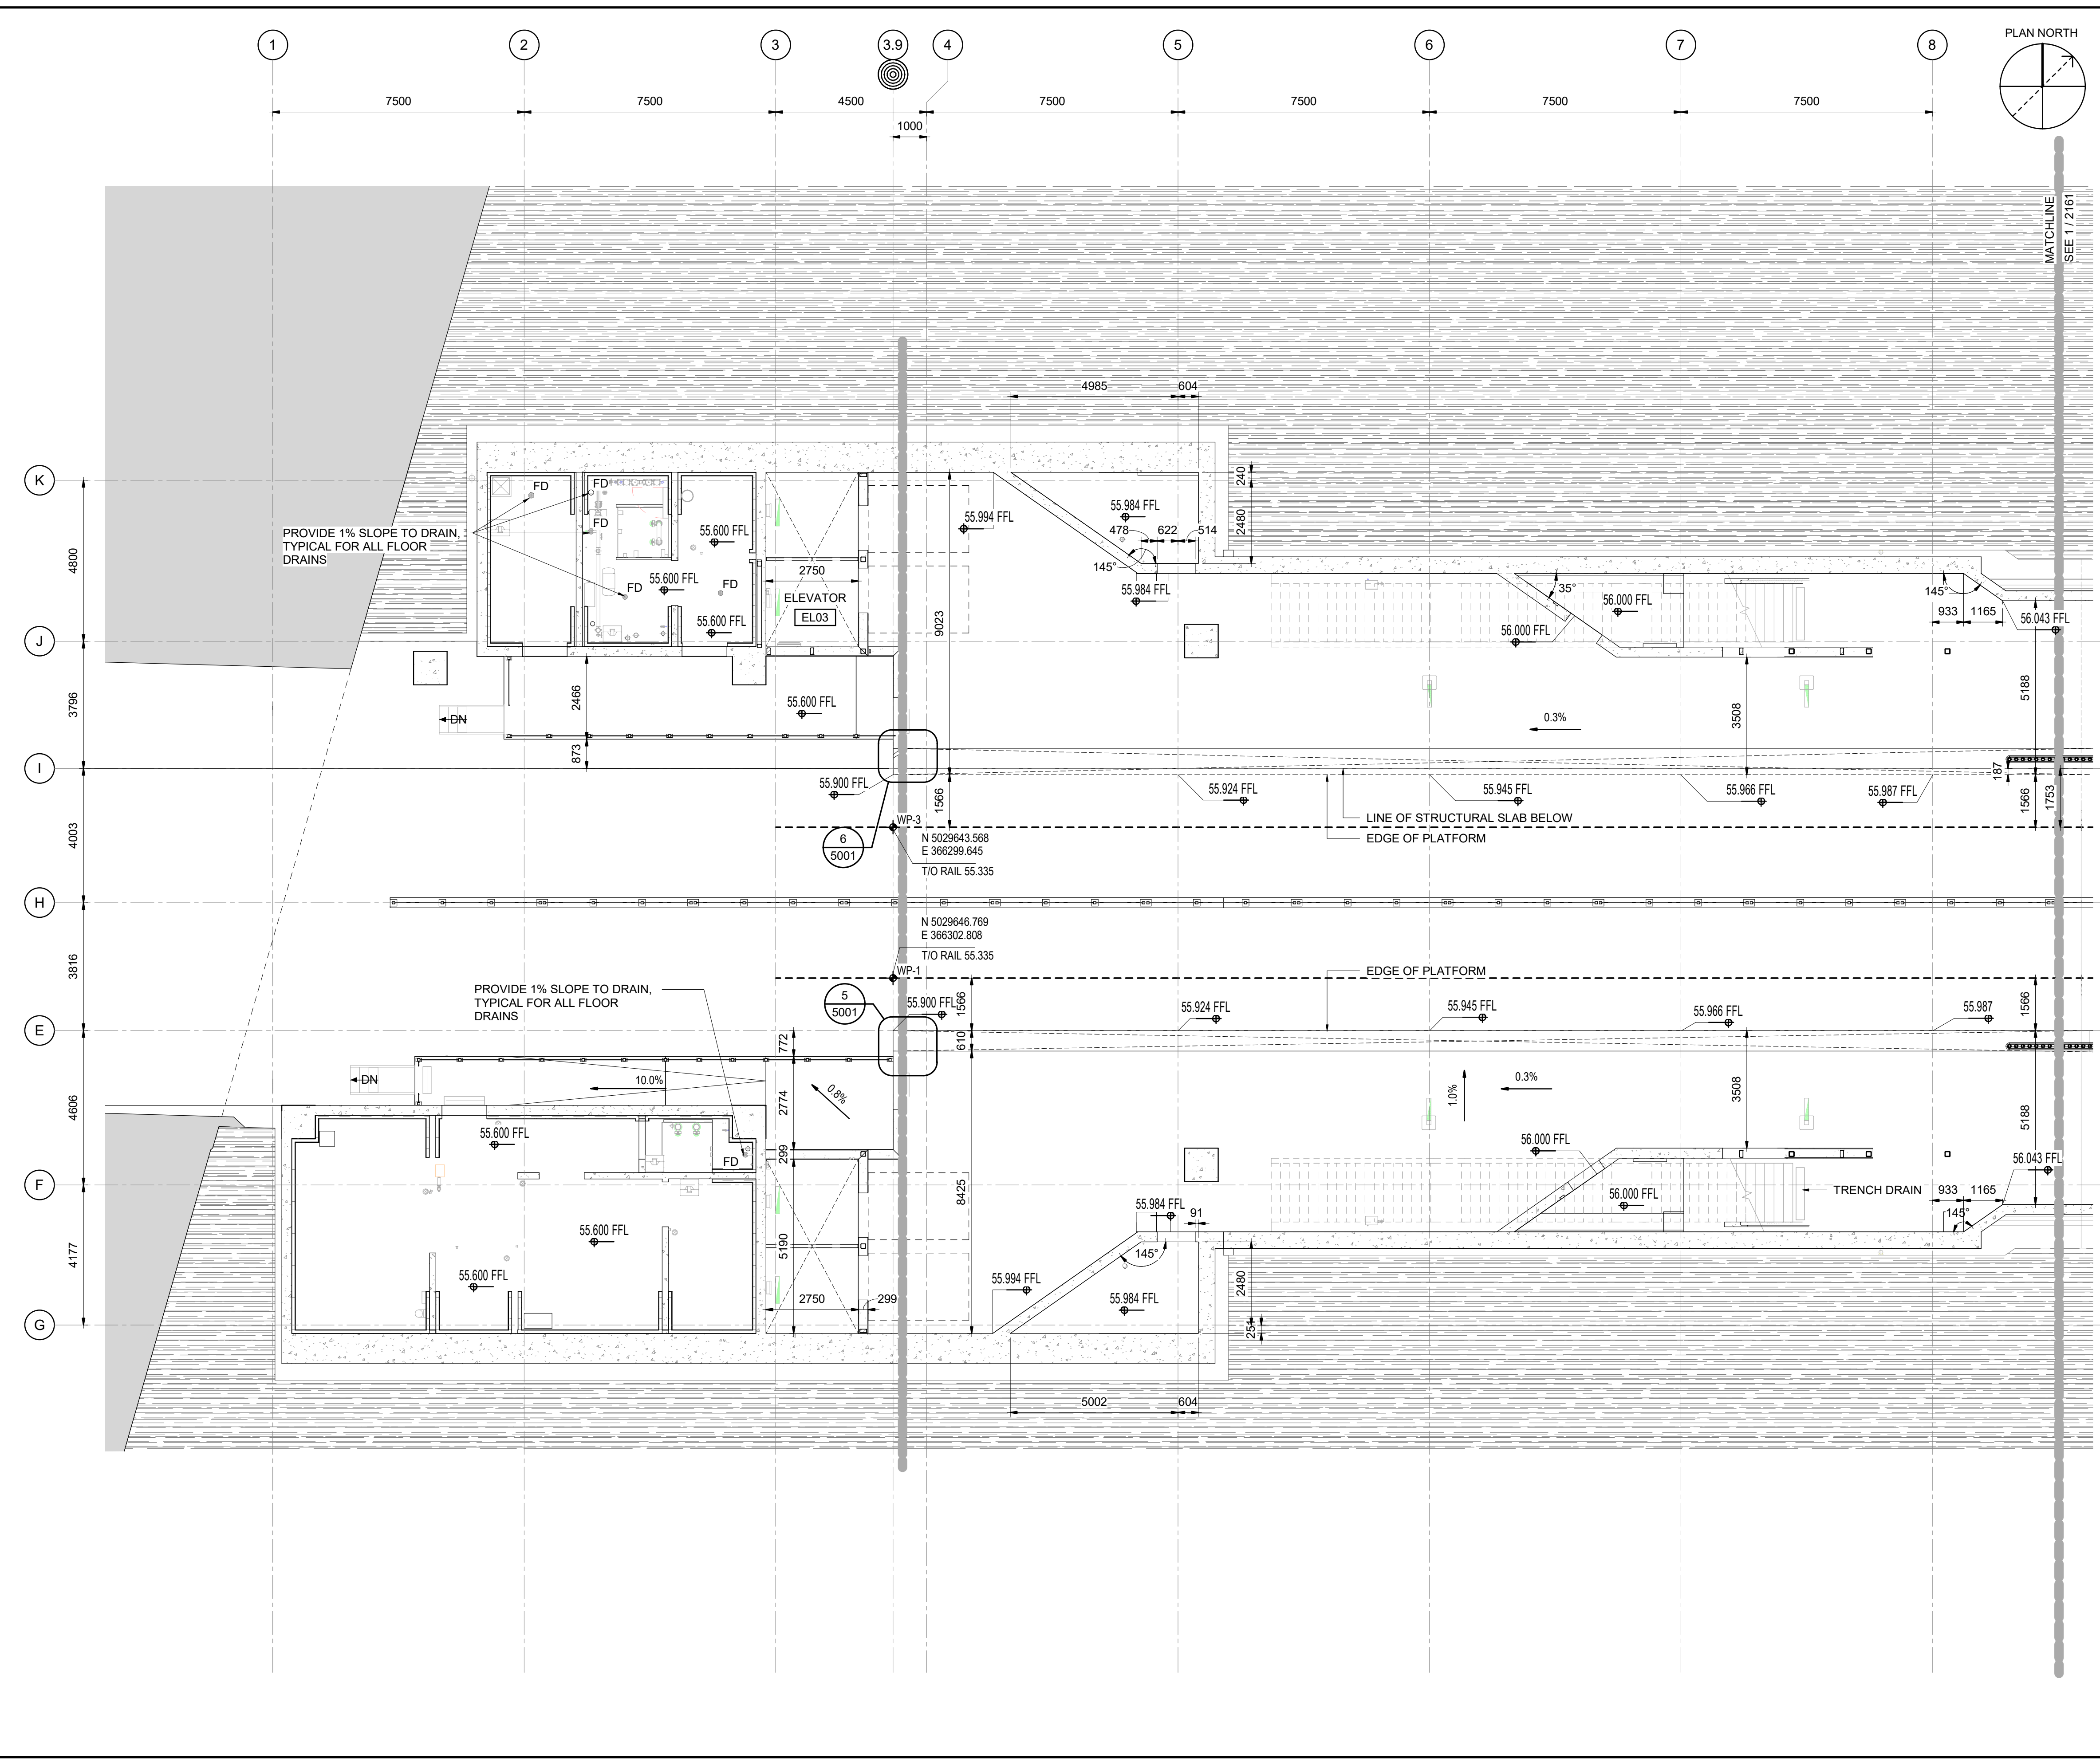 PLAN NORTH
1
2
3
3.9
4
5
6
7
8
7500
7500
4500
7500
7500
7500
7500
1000
MATCHLINE
SEE 1 / 2161
4985
604
K
240
FD
FD
55.984 FFL
55.994 FFL
2480
PROVIDE 1% SLOPE TO DRAIN,
TYPICAL FOR ALL FLOOR
DRAINS
FD
55.600 FFL
478
622
514
4800
145°
2750
55.600 FFL
FD
FD
ELEVATOR
EL03
55.984 FFL
35°
145°
56.000 FFL
933
1165
55.600 FFL
9023
56.000 FFL
56.043 FFL
J
2466
55.600 FFL
5188
3796
DN
0.3%
3508
873
I
187
55.900 FFL
1566
55.924 FFL
55.945 FFL
55.966 FFL
55.987 FFL
1566
1753
WP-3
LINE OF STRUCTURAL SLAB BELOW
EDGE OF PLATFORM
4003
6
5001
N 5029643.568
E 366299.645
T/O RAIL 55.335
H
N 5029646.769
E 366302.808
T/O RAIL 55.335
3816
WP-1
EDGE OF PLATFORM
PROVIDE 1% SLOPE TO DRAIN,
TYPICAL FOR ALL FLOOR
DRAINS
5
5001
55.900 FFL
1566
55.924 FFL
55.945 FFL
55.966 FFL
55.987
1566
E
772
610
DN
10.0%
0.8%
1.0%
0.3%
4606
2774
3508
5188
55.600 FFL
299
FD
56.000 FFL
56.043 FFL
F
8425
55.984 FFL
91
56.000 FFL
TRENCH DRAIN
933
1165
145°
55.600 FFL
5190
145°
4177
55.600 FFL
55.994 FFL
2480
2750
299
55.984 FFL
G
251
5002
604